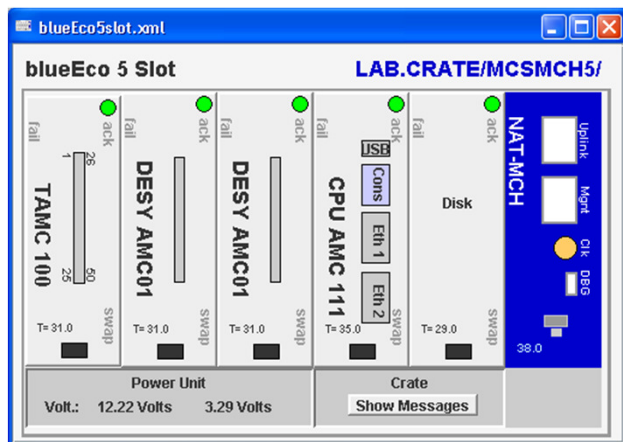 blueEco5slot.xml
blueEco 5 Slot
LAB.CRATE/MCSMCH5/
fail
ack
TAMC 100
1
26
25
50
swap
T= 31.0
fail
ack
DESY AMC01
swap
T= 31.0
fail
ack
DESY AMC01
swap
T= 31.0
fail
ack
CPU AMC 111
USB
Cons
Eth 1
Eth 2
swap
T= 35.0
fail
ack
Disk
swap
T= 29.0
NAT-MCH
Uplink
Mgnt
Clk
DBG
38.0
Power Unit
Volt.: 12.22 Volts 3.29 Volts
Crate
Show Messages